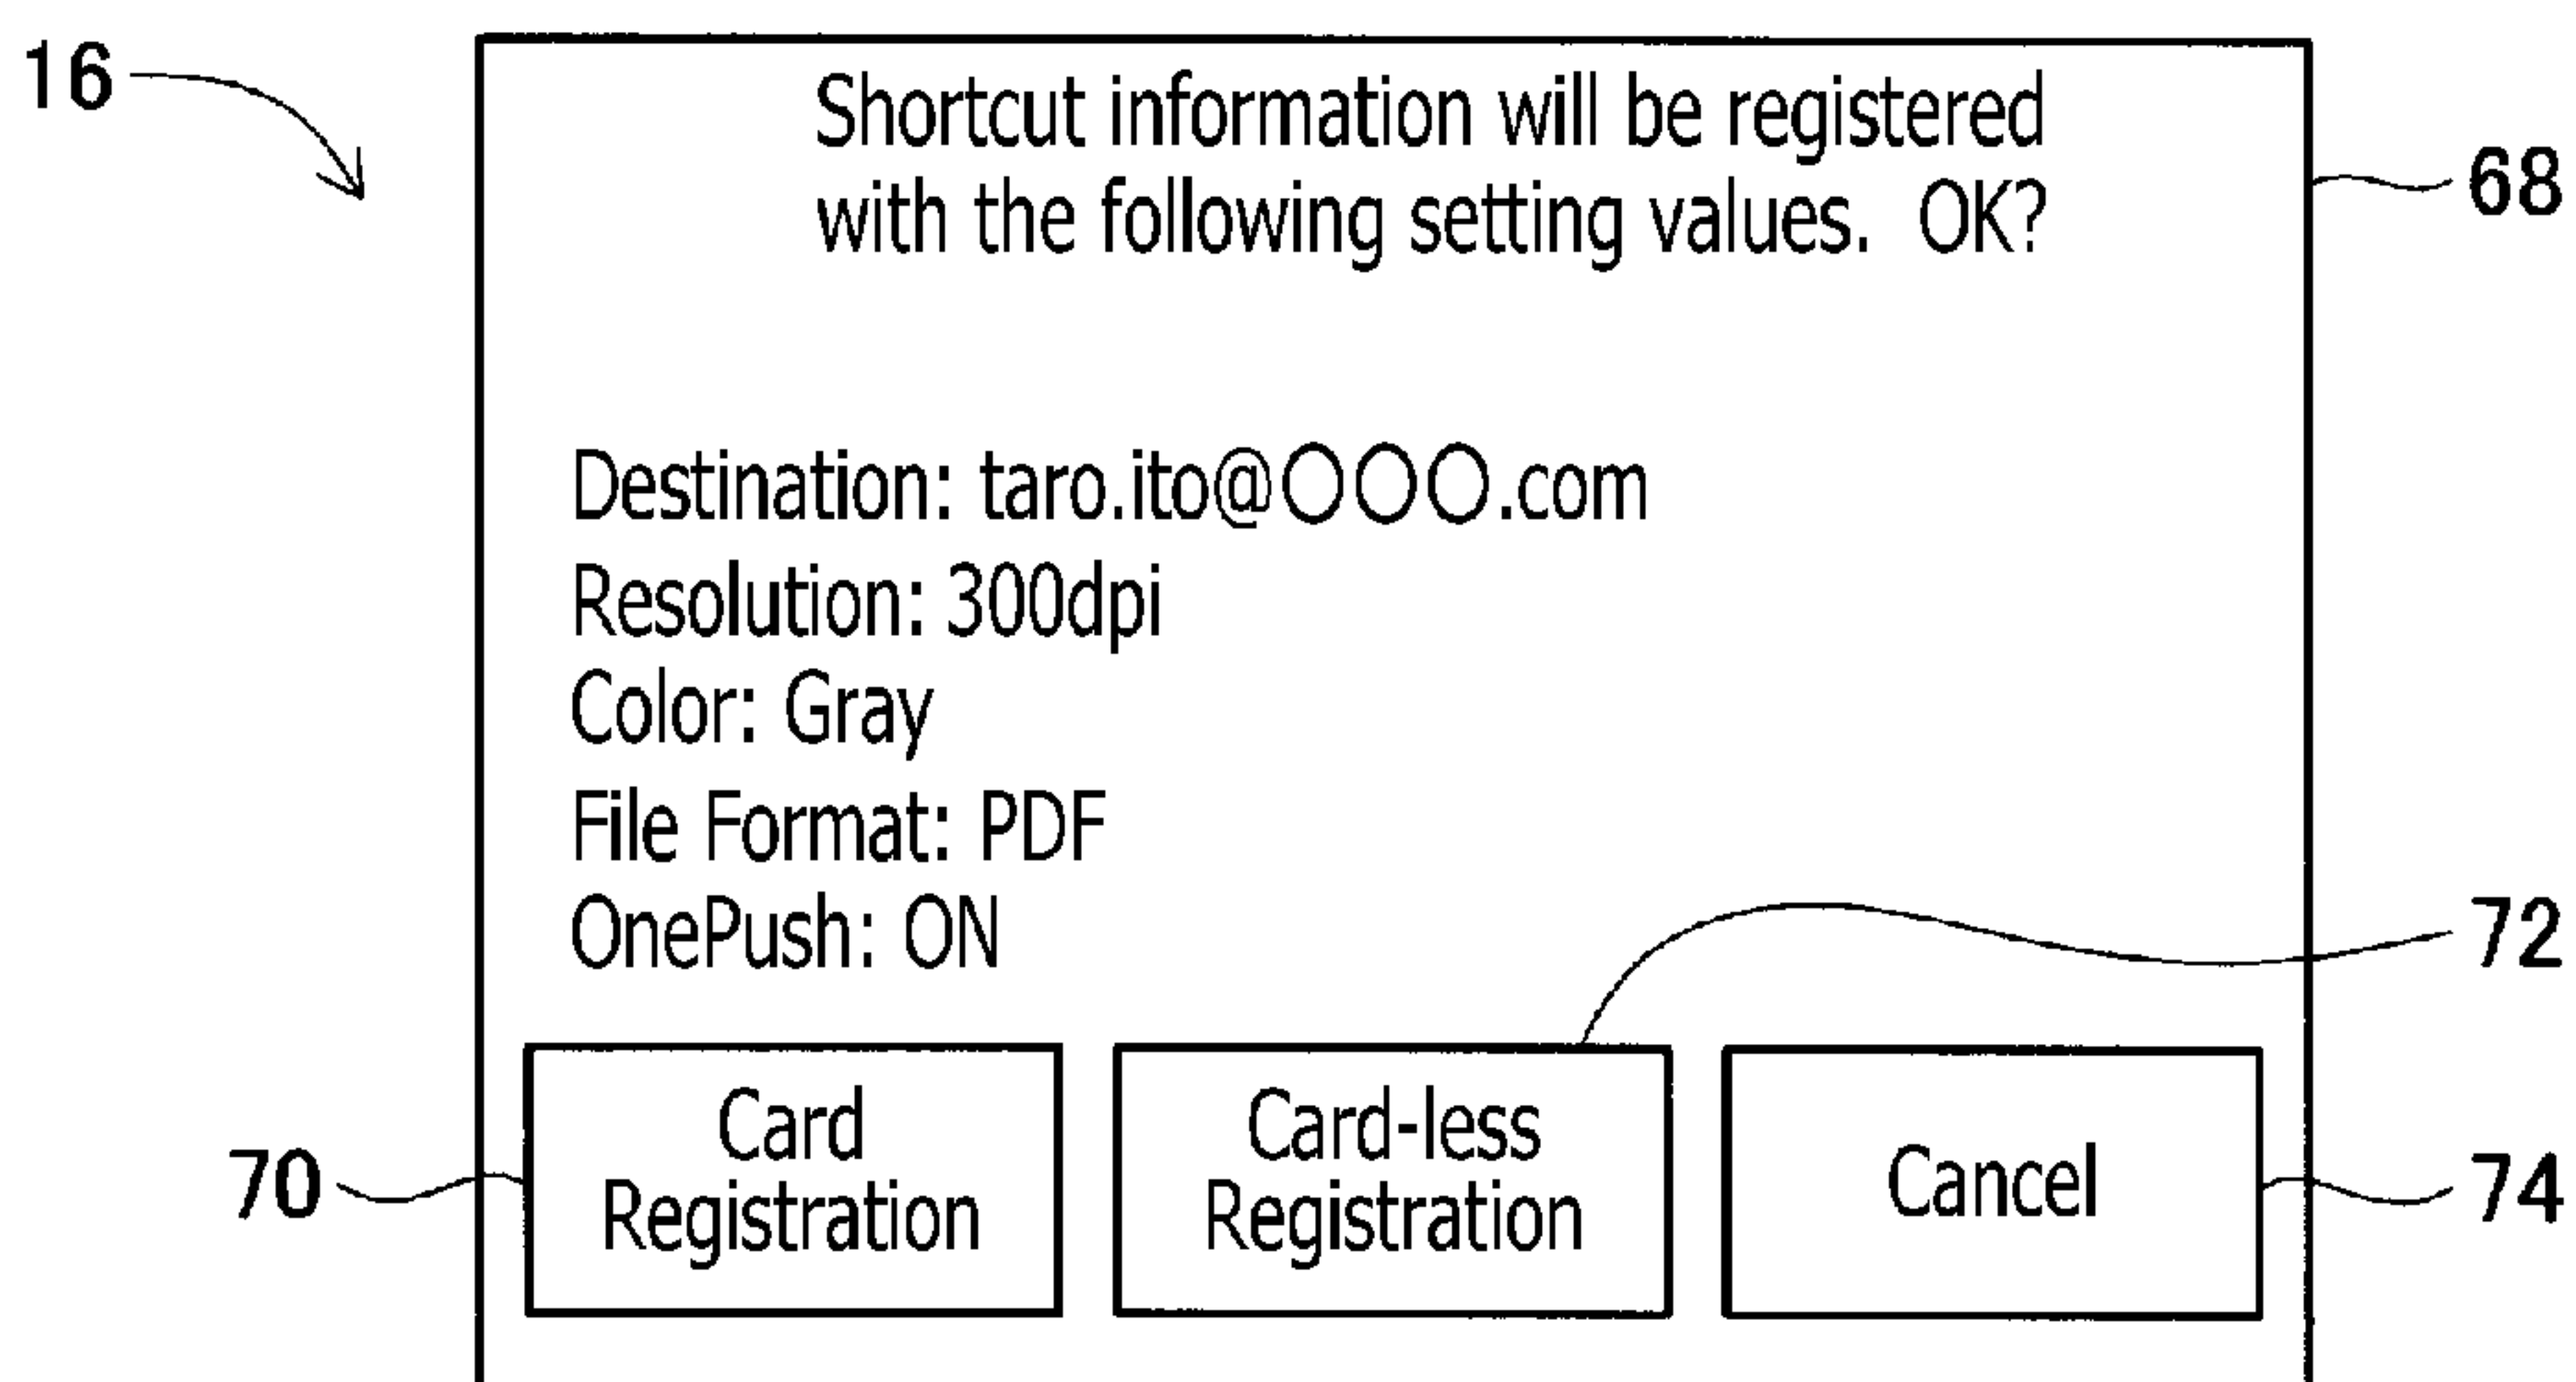 16
Shortcut information will be registered
with the following setting values.  OK?
68
Destination: taro.ito@○○○.com
Resolution: 300dpi
Color: Gray
File Format: PDF
OnePush: ON
72
70
Card
Registration
Card-less
Registration
Cancel
74